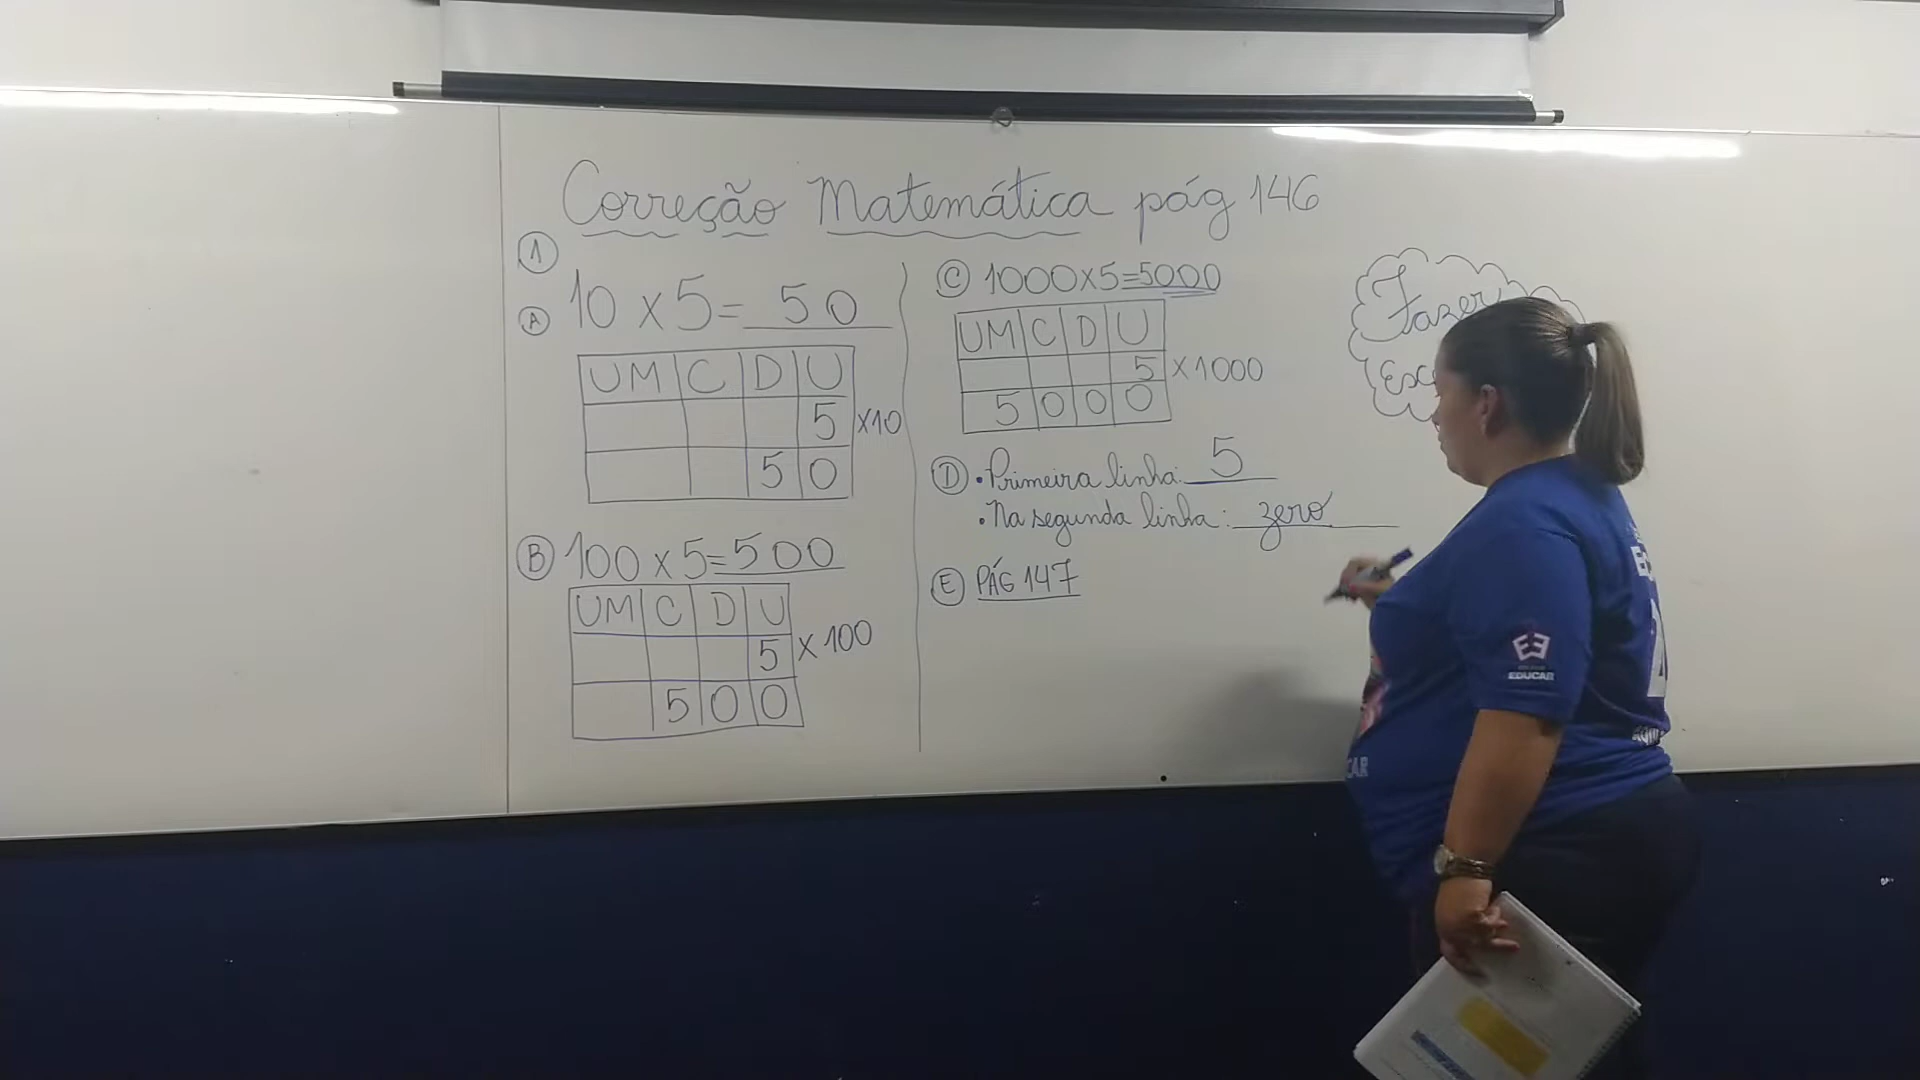 Correção Matemática pág 146
1
A 10 x 5 = 50
UM C D U
5 x10
5 0
B 100 x 5 = 500
UM C D U
5 x 100
5 0 0
C 1000 x 5 = 5000
UM C D U
5 x 1000
5 0 0 0
D • Primeira linha: 5
• Na segunda linha: zero
E PÁG 147
Fazer
EDUCAR